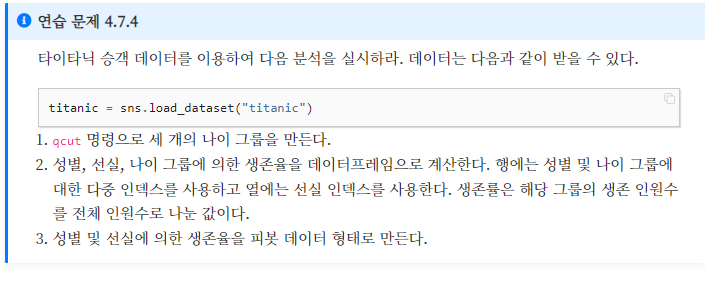 연습 문제 4.7.4
타이타닉 승객 데이터를 이용하여 다음 분석을 실시하라. 데이터는 다음과 같이 받을 수 있다.
titanic = sns.load_dataset("titanic")
1. qcut 명령으로 세 개의 나이 그룹을 만든다.
2. 성별, 선실, 나이 그룹에 의한 생존율을 데이터프레임으로 계산한다. 행에는 성별 및 나이 그룹에
대한 다중 인덱스를 사용하고 열에는 선실 인덱스를 사용한다. 생존률은 해당 그룹의 생존 인원수
를 전체 인원수로 나눈 값이다.
3. 성별 및 선실에 의한 생존율을 피봇 데이터 형태로 만든다.